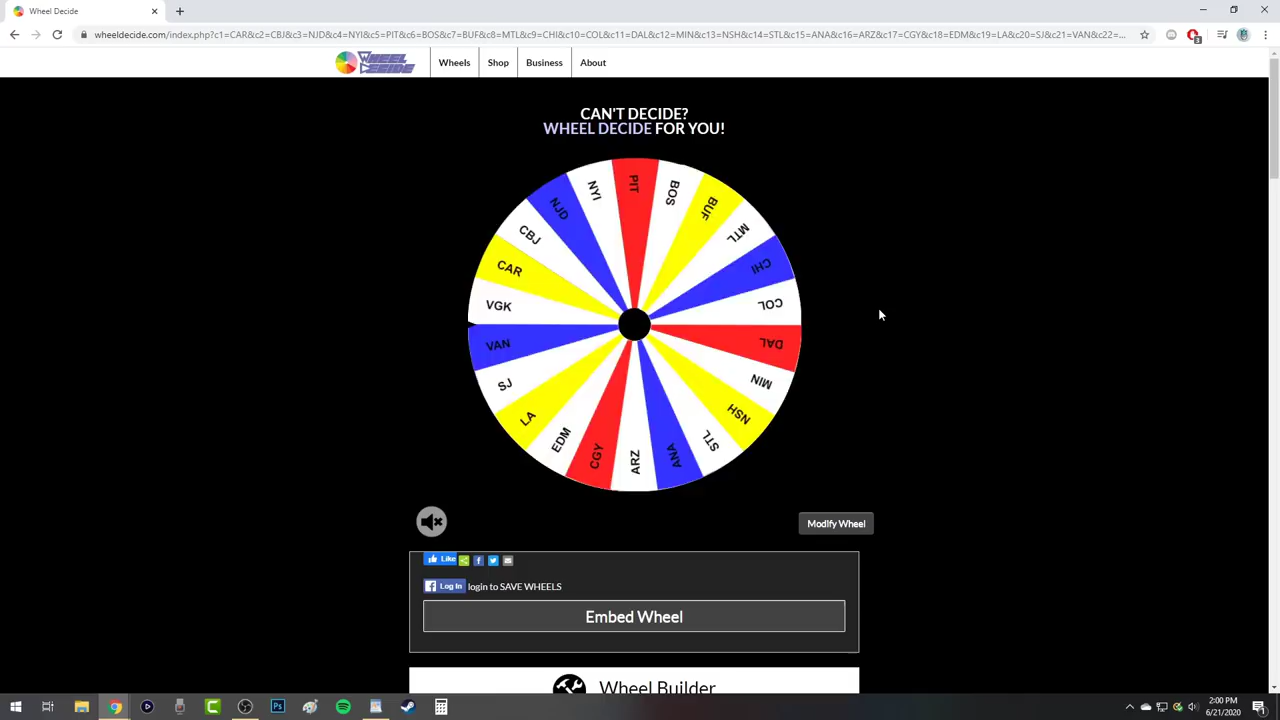 Wheel Decide
wheeldecide.com/index.php?c1=CAR&c2=CBJ&c3=NJD&c4=NYI&c5=PIT&c6=BOS&c7=BUF&c8=MTL&c9=CHI&c10=COL&c11=DAL&c12=MIN&c13=NSH&c14=STL&c15=ANA&c16=ARZ&c17=CGY&c18=EDM&c19=LA&c20=SJ&c21=VAN&c22=...
3
WHEEL DECIDE
Wheels
Shop
Business
About
CAN'T DECIDE?
WHEEL DECIDE FOR YOU!
PIT
BOS
BUF
MTL
CHI
COL
DAL
MIN
NSH
STL
ANA
ARZ
CGY
EDM
LA
SJ
VAN
VGK
CAR
CBJ
NJD
NYI
Modify Wheel
Like
Log In login to SAVE WHEELS
Embed Wheel
Wheel Builder
Ps
2:00 PM
6/21/2020